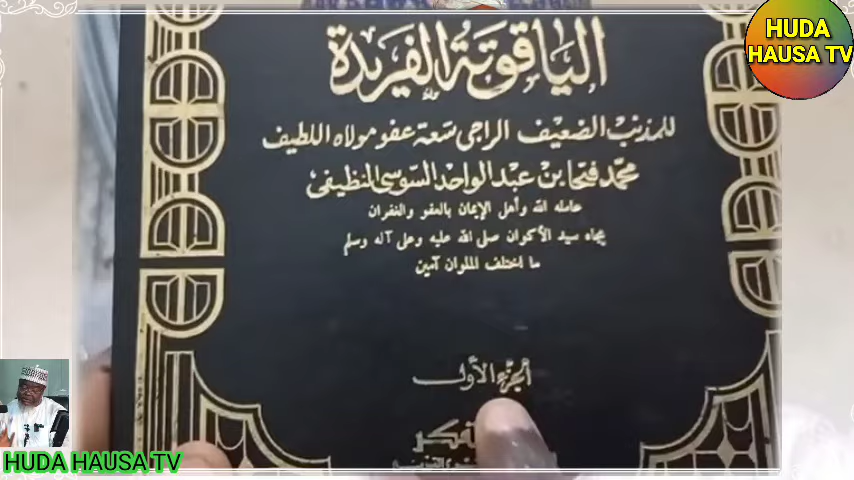 HUDA
HAUSA TV
الياقوتة الفريدة
للمذنب الضعيف الراجي سعة عفو مولاه اللطيف
محمد فتحا بن عبد الواحد السوسي النظيفي
عامله الله وأهل الإيمان بالعفو والغفران
بجاه سيد الأكوان صلى الله عليه وعلى آله وسلم
ما اختلف الملوان آمين
الجزء الأول
HUDA HAUSA TV